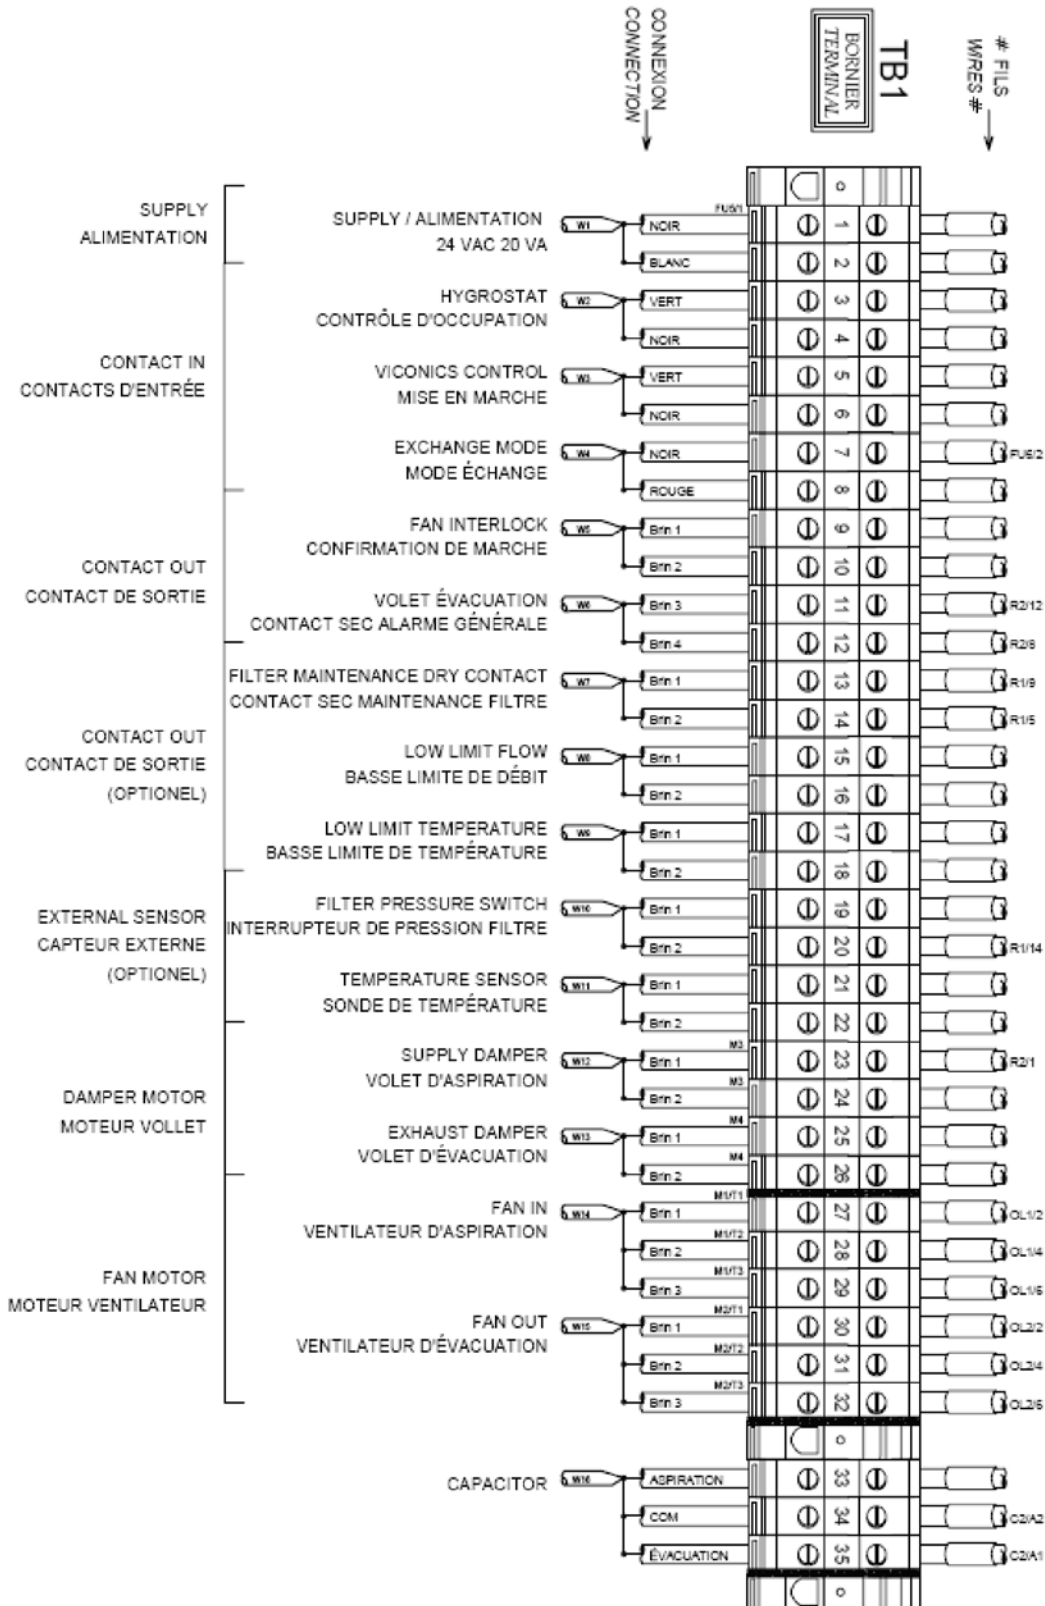 CONNEXION
CONNECTION
BORNIER
TERMINAL
TB1
# FILS
WIRES #
SUPPLY
ALIMENTATION
SUPPLY / ALIMENTATION
24 VAC 20 VA
W1
FU5/1
NOIR
1
BLANC
2
CONTACT IN
CONTACTS D'ENTRÉE
HYGROSTAT
CONTRÔLE D'OCCUPATION
W2
VERT
3
NOIR
4
VICONICS CONTROL
MISE EN MARCHE
W3
VERT
5
NOIR
6
EXCHANGE MODE
MODE ÉCHANGE
W4
NOIR
7
FU5/2
ROUGE
8
CONTACT OUT
CONTACT DE SORTIE
FAN INTERLOCK
CONFIRMATION DE MARCHE
W5
Brin 1
9
Brin 2
10
VOLET ÉVACUATION
CONTACT SEC ALARME GÉNÉRALE
W6
Brin 3
11
R2/12
Brin 4
12
R2/8
CONTACT OUT
CONTACT DE SORTIE
(OPTIONEL)
FILTER MAINTENANCE DRY CONTACT
CONTACT SEC MAINTENANCE FILTRE
W7
Brin 1
13
R1/9
Brin 2
14
R1/5
LOW LIMIT FLOW
BASSE LIMITE DE DÉBIT
W8
Brin 1
15
Brin 2
16
LOW LIMIT TEMPERATURE
BASSE LIMITE DE TEMPÉRATURE
W9
Brin 1
17
Brin 2
18
EXTERNAL SENSOR
CAPTEUR EXTERNE
(OPTIONEL)
FILTER PRESSURE SWITCH
INTERRUPTEUR DE PRESSION FILTRE
W10
Brin 1
19
Brin 2
20
R1/14
TEMPERATURE SENSOR
SONDE DE TEMPÉRATURE
W11
Brin 1
21
Brin 2
22
DAMPER MOTOR
MOTEUR VOLLET
SUPPLY DAMPER
VOLET D'ASPIRATION
W12
M3
Brin 1
23
R2/1
M3
Brin 2
24
EXHAUST DAMPER
VOLET D'ÉVACUATION
W13
M4
Brin 1
25
M4
Brin 2
26
FAN MOTOR
MOTEUR VENTILATEUR
FAN IN
VENTILATEUR D'ASPIRATION
W14
M1/T1
Brin 1
27
OL1/2
M1/T2
Brin 2
28
OL1/4
M1/T3
Brin 3
29
OL1/6
FAN OUT
VENTILATEUR D'ÉVACUATION
W15
M2/T1
Brin 1
30
OL2/2
M2/T2
Brin 2
31
OL2/4
M2/T3
Brin 3
32
OL2/6
CAPACITOR
W16
ASPIRATION
33
COM
34
C2/A2
ÉVACUATION
35
C2/A1